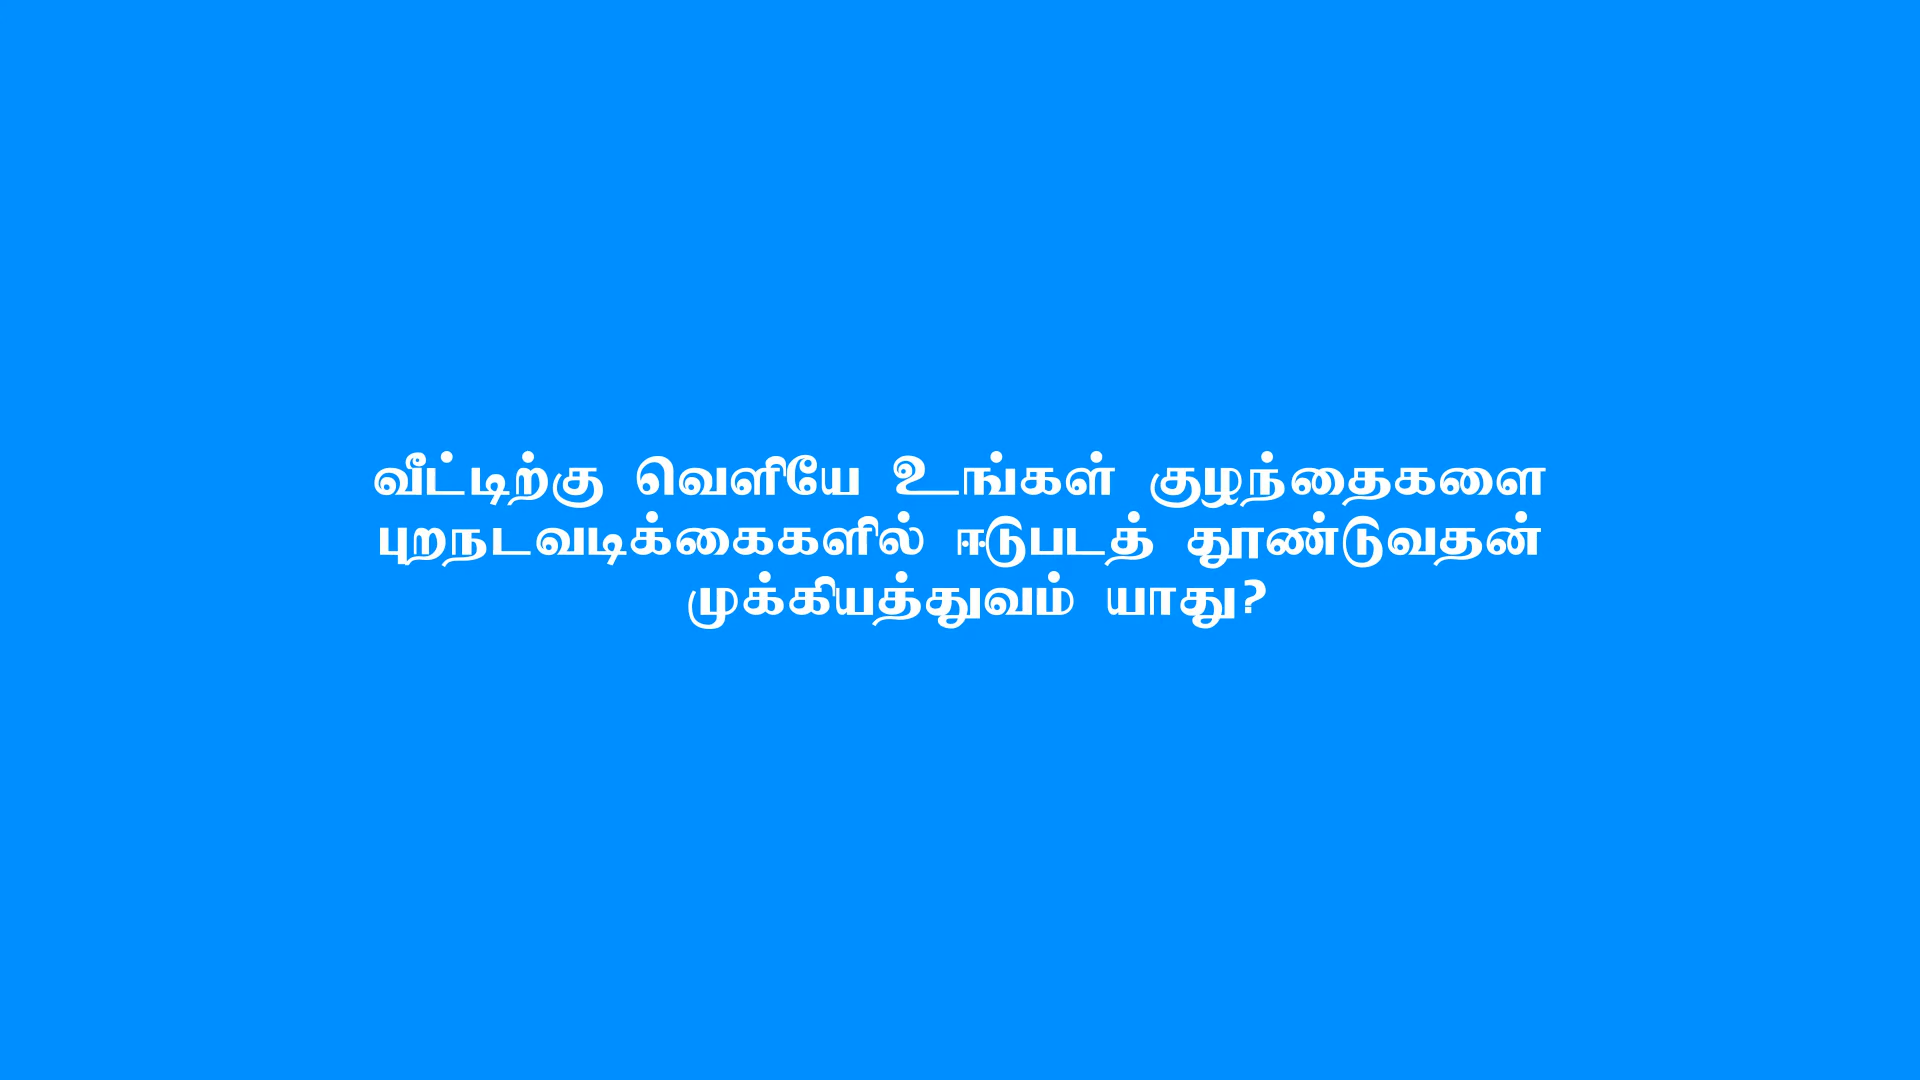 வீட்டிற்கு வெளியே உங்கள் குழந்தைகளை
புறநடவடிக்கைகளில் ஈடுபடத் தூண்டுவதன்
முக்கியத்துவம் யாது?